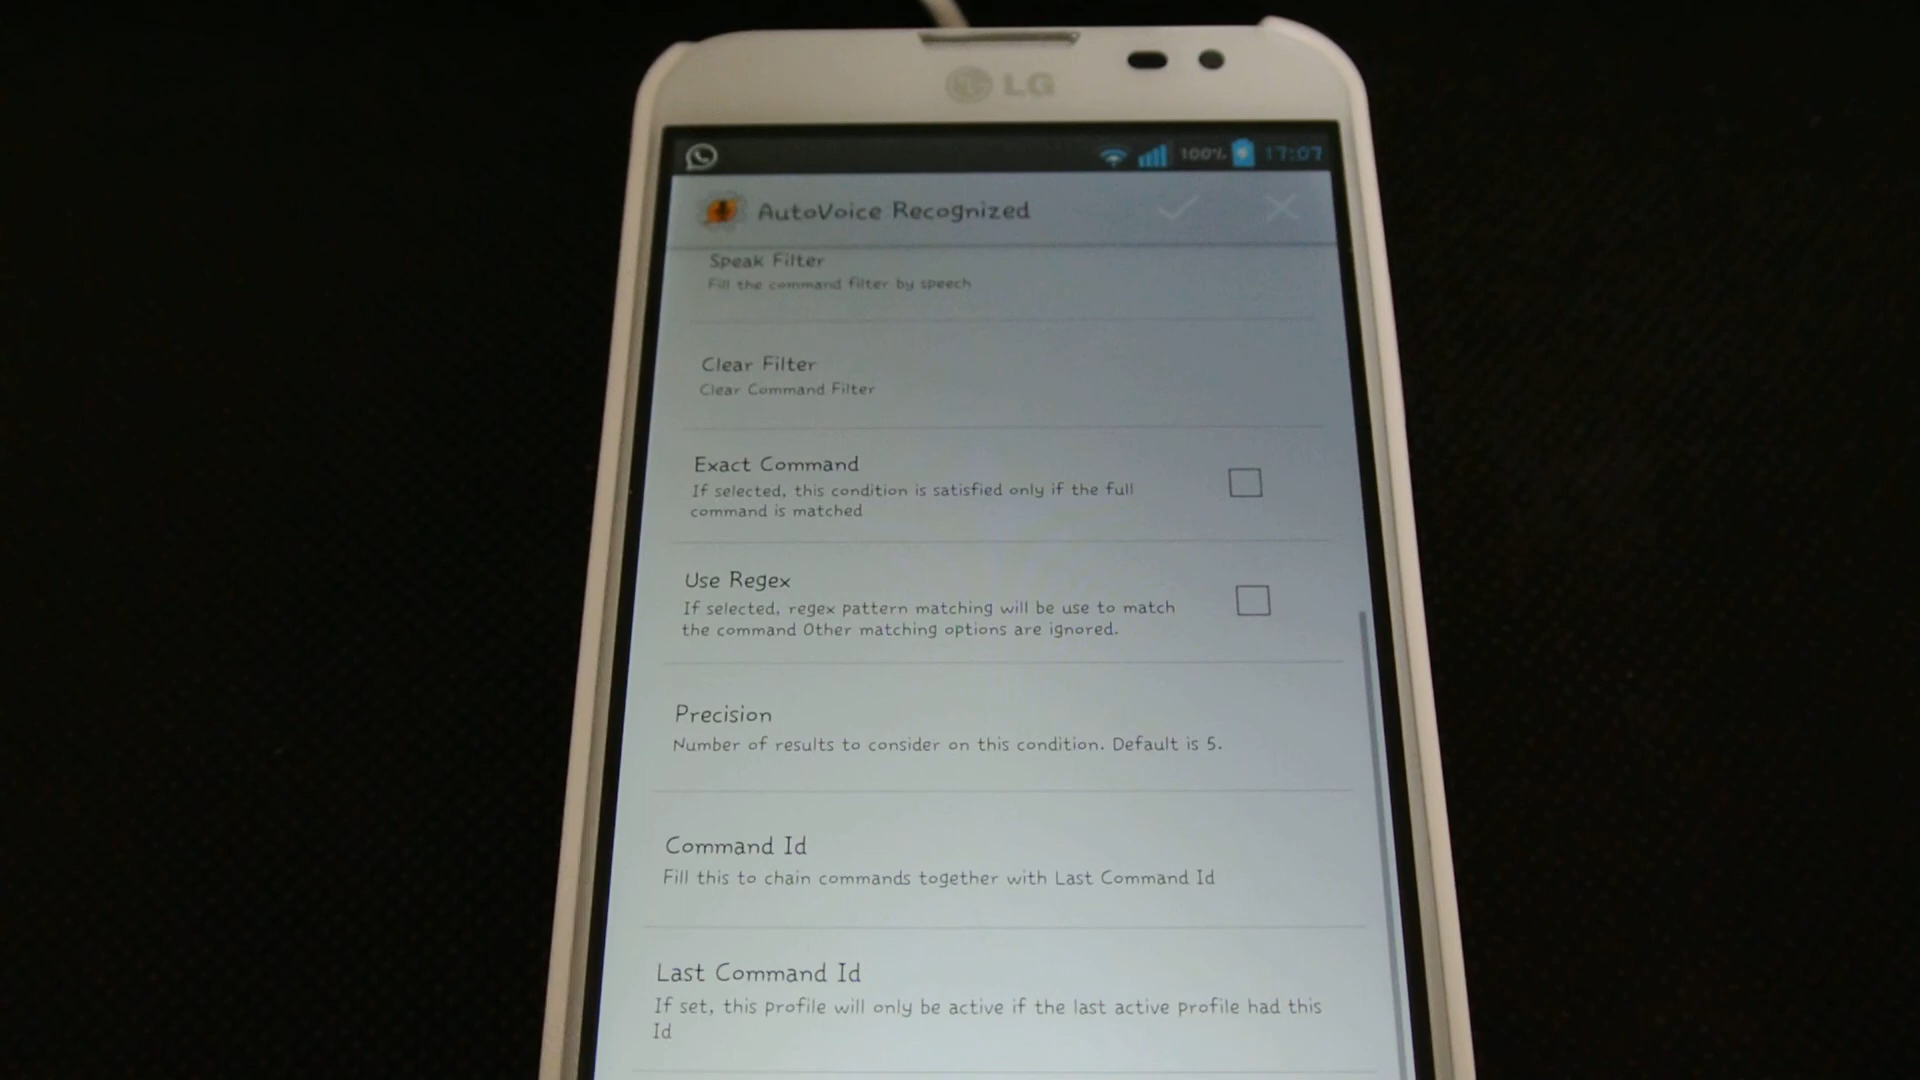 LG
100% 17:07
AutoVoice Recognized
Speak Filter
Fill the command filter by speech
Clear Filter
Clear Command Filter
Exact Command
If selected, this condition is satisfied only if the full
command is matched
Use Regex
If selected, regex pattern matching will be use to match
the command Other matching options are ignored.
Precision
Number of results to consider on this condition. Default is 5.
Command Id
Fill this to chain commands together with Last Command Id
Last Command Id
If set, this profile will only be active if the last active profile had this
Id